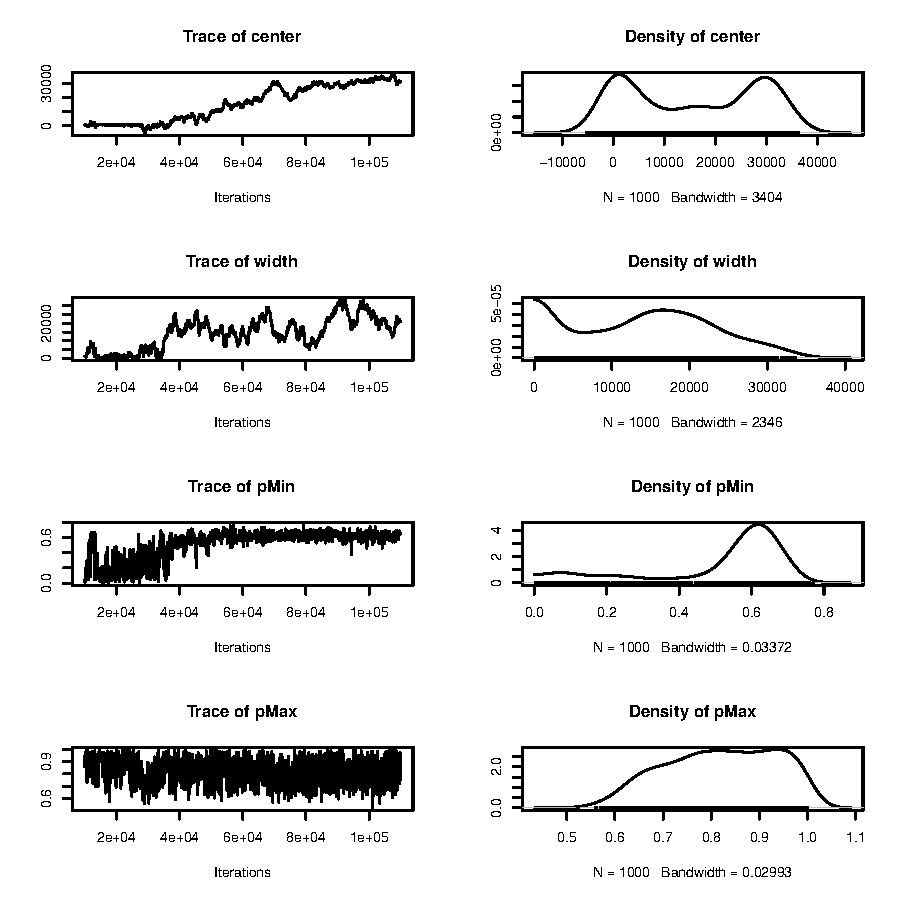 Trace of center
Density of center
0 30000
2e+04 4e+04 6e+04 8e+04 1e+05
Iterations
0e+00
−10000 0 10000 20000 30000 40000
N = 1000 Bandwidth = 3404
Trace of width
Density of width
0 20000
2e+04 4e+04 6e+04 8e+04 1e+05
Iterations
0e+00 5e−05
0 10000 20000 30000 40000
N = 1000 Bandwidth = 2346
Trace of pMin
Density of pMin
0.0 0.6
2e+04 4e+04 6e+04 8e+04 1e+05
Iterations
0 2 4
0.0 0.2 0.4 0.6 0.8
N = 1000 Bandwidth = 0.03372
Trace of pMax
Density of pMax
0.6 0.9
2e+04 4e+04 6e+04 8e+04 1e+05
Iterations
0.0 2.0
0.5 0.6 0.7 0.8 0.9 1.0 1.1
N = 1000 Bandwidth = 0.02993